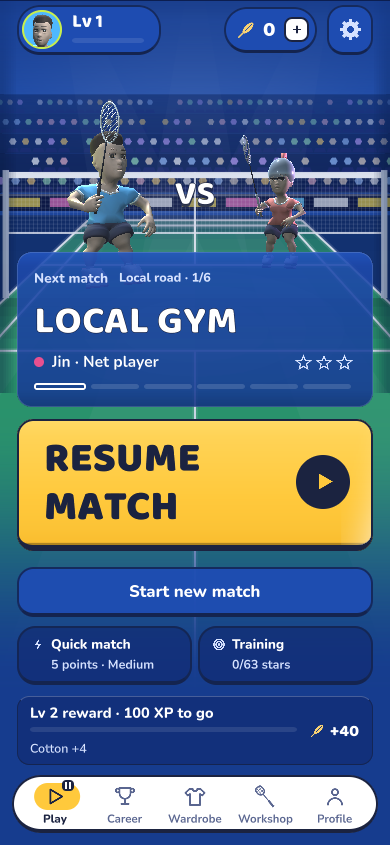 Lv 1
0
+
VS
Next match Local road · 1/6
LOCAL GYM
Jin · Net player
RESUME
MATCH
Start new match
Quick match
5 points · Medium
Training
0/63 stars
Lv 2 reward · 100 XP to go
+40
Cotton +4
Play
Career
Wardrobe
Workshop
Profile